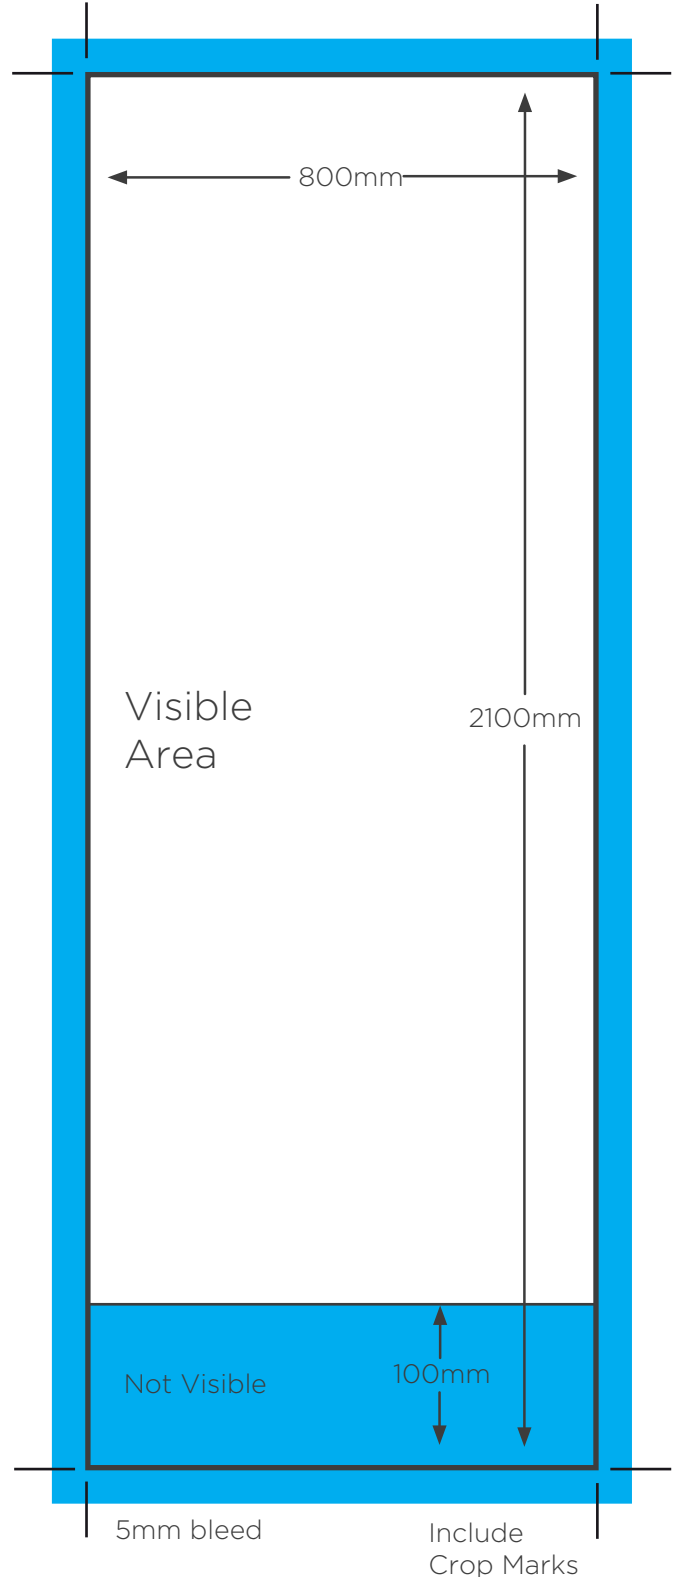 800mm
Visible
Area
2100mm
Not Visible
100mm
5mm bleed
Include
Crop Marks